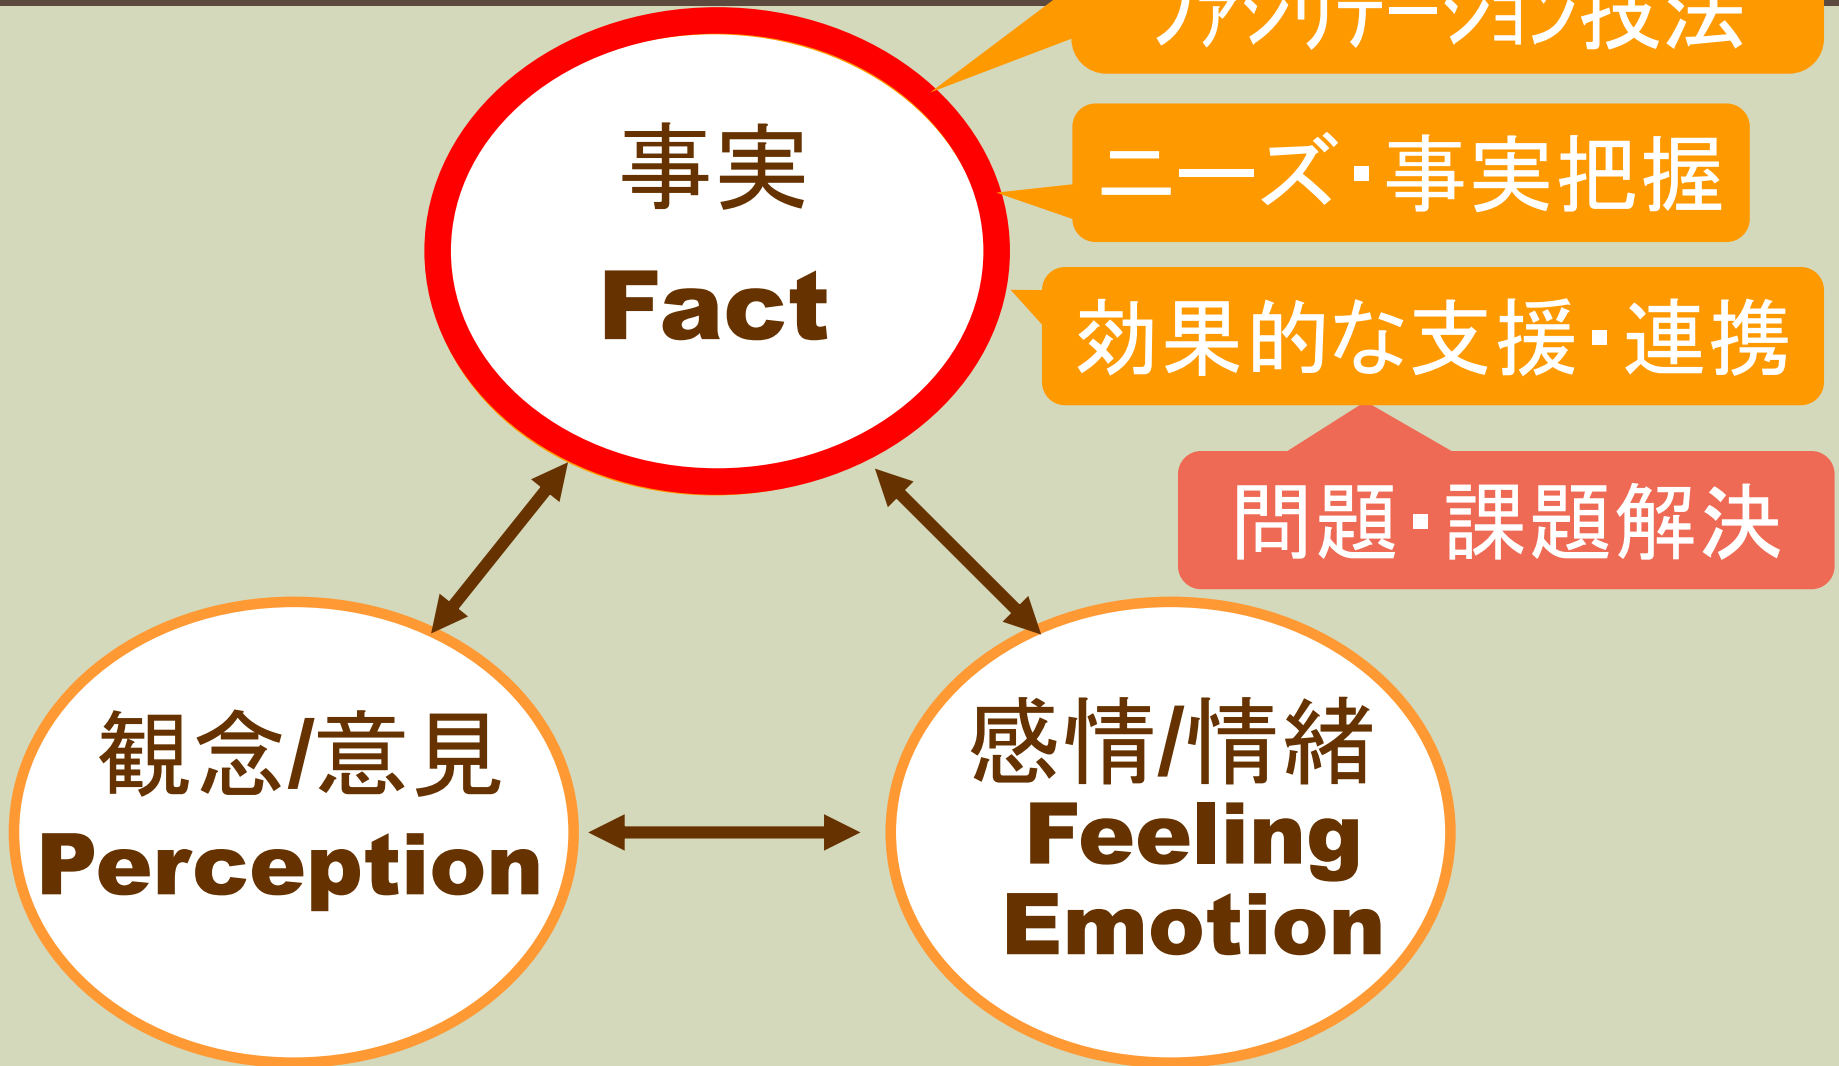 ファシリテーション技法
事実
Fact
ニーズ・事実把握
効果的な支援・連携
問題・課題解決
観念/意見
Perception
感情/情緒
Feeling
Emotion